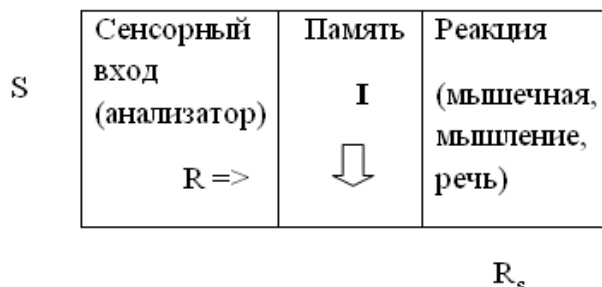 S
Сенсорный
вход
(анализатор)
R =>
Память
I
Реакция
(мышечная,
мышление,
речь)
Rs